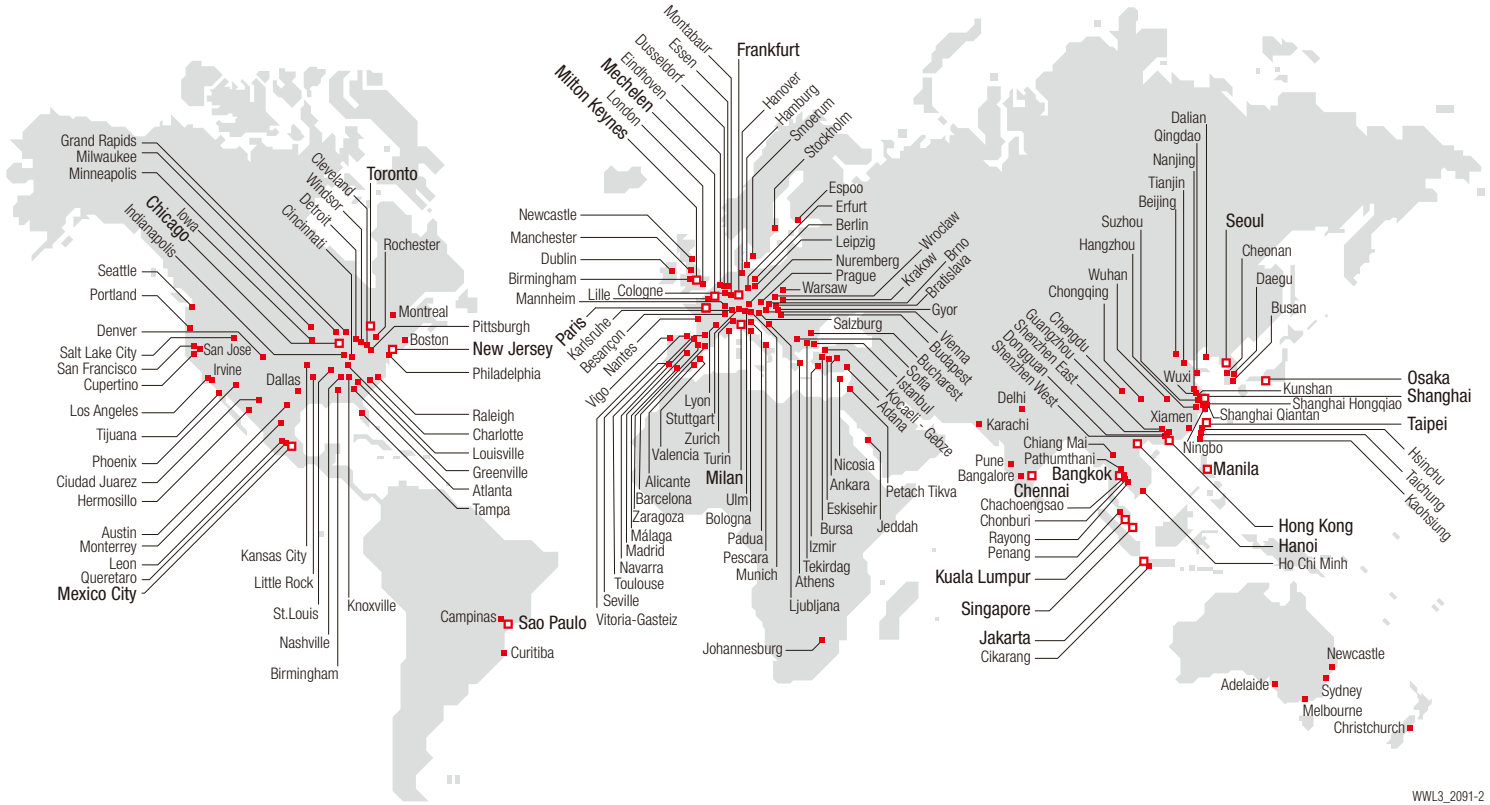 Grand Rapids
Milwaukee
Minneapolis
Iowa
Chicago
Indianapolis
Cleveland
Windsor
Detroit
Cincinnati
Toronto
Rochester
Seattle
Portland
Denver
Salt Lake City
San Francisco
Cupertino
San Jose
Irvine
Dallas
Los Angeles
Tijuana
Phoenix
Ciudad Juarez
Hermosillo
Austin
Monterrey
Leon
Queretaro
Mexico City
Montreal
Pittsburgh
Boston
New Jersey
Philadelphia
Raleigh
Charlotte
Louisville
Greenville
Atlanta
Tampa
Kansas City
Little Rock
St.Louis
Nashville
Birmingham
Knoxville
Campinas
Sao Paulo
Curitiba
Montabaur
Essen
Dusseldorf
Eindhoven
Mechelen
London
Milton Keynes
Frankfurt
Hanover
Hamburg
Smoerum
Stockholm
Newcastle
Manchester
Dublin
Birmingham
Mannheim
Lille
Cologne
Paris
Karlsruhe
Besançon
Nantes
Vigo
Espoo
Erfurt
Berlin
Leipzig
Nuremberg
Prague
Warsaw
Wroclaw
Krakow
Brno
Bratislava
Gyor
Salzburg
Vienna
Budapest
Bucharest
Sofia
Istanbul
Kocaeli - Gebze
Adana
Lyon
Stuttgart
Zurich
Valencia
Turin
Milan
Alicante
Barcelona
Zaragoza
Málaga
Madrid
Navarra
Toulouse
Seville
Vitoria-Gasteiz
Ulm
Bologna
Padua
Pescara
Munich
Nicosia
Ankara
Eskisehir
Bursa
Izmir
Tekirdag
Athens
Ljubljana
Petach Tikva
Jeddah
Johannesburg
Dalian
Qingdao
Nanjing
Tianjin
Beijing
Suzhou
Hangzhou
Wuhan
Chongqing
Chengdu
Guangzhou
Shenzhen East
Dongguan
Shenzhen West
Seoul
Cheonan
Daegu
Busan
Wuxi
Kunshan
Osaka
Shanghai
Shanghai Hongqiao
Xiamen
Shanghai Qiantan
Taipei
Ningbo
Hsinchu
Taichung
Kaohsiung
Manila
Delhi
Karachi
Pune
Bangalore
Chennai
Chiang Mai
Pathumthani
Bangkok
Chachoengsao
Chonburi
Rayong
Penang
Kuala Lumpur
Singapore
Jakarta
Cikarang
Hong Kong
Hanoi
Ho Chi Minh
Newcastle
Adelaide
Sydney
Melbourne
Christchurch
WWL3_2091-2